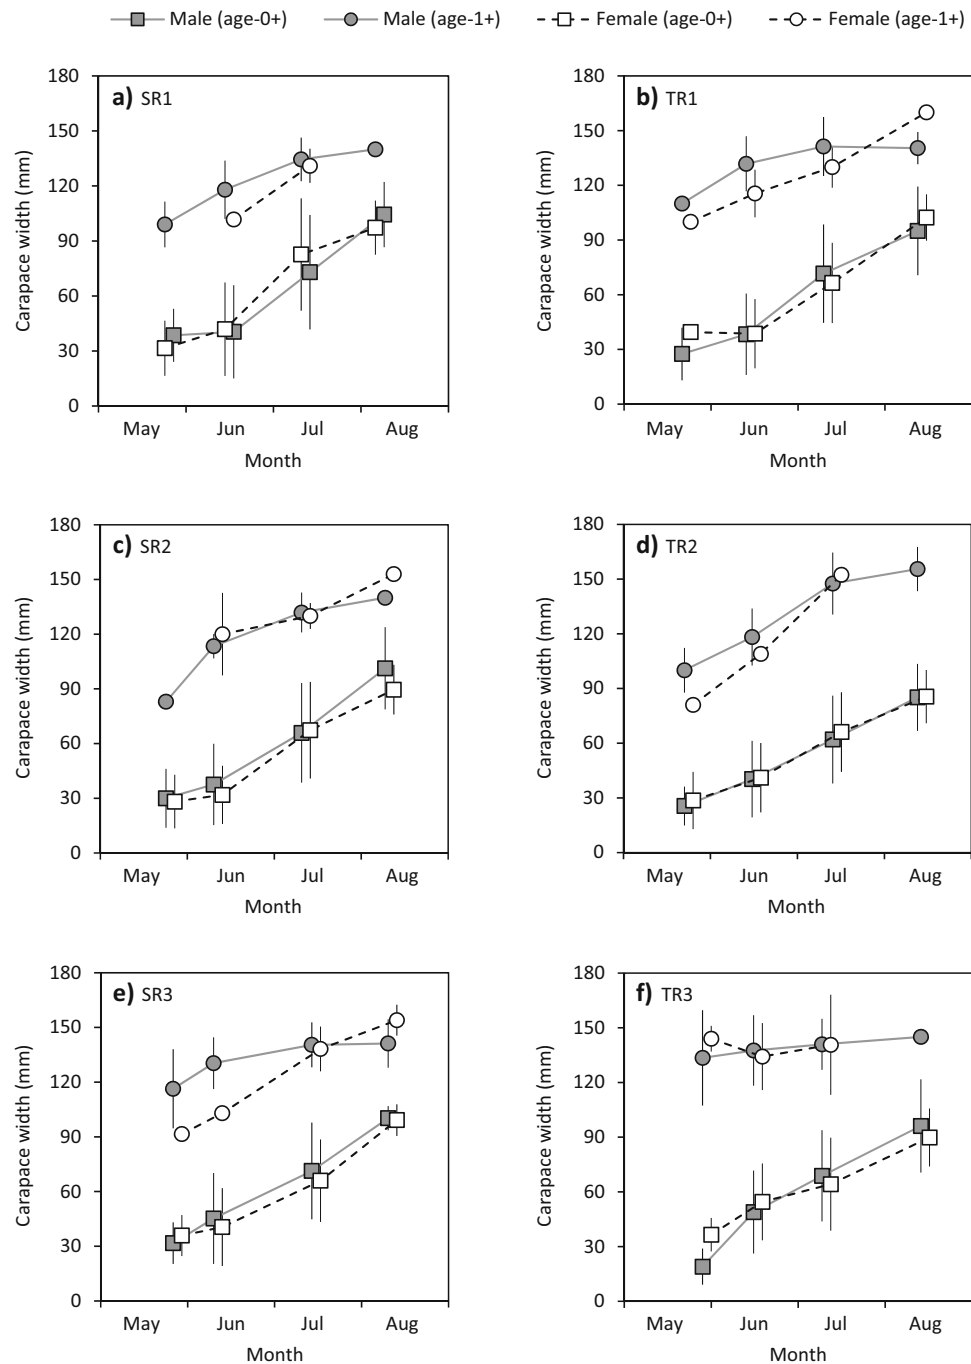 Male (age-0+) Male (age-1+) Female (age-0+) Female (age-1+)
a) SR1
180
150
120
90
60
30
0
Carapace width (mm)
May Jun Jul Aug
Month
b) TR1
180
150
120
90
60
30
0
Carapace width (mm)
May Jun Jul Aug
Month
c) SR2
180
150
120
90
60
30
0
Carapace width (mm)
May Jun Jul Aug
Month
d) TR2
180
150
120
90
60
30
0
Carapace width (mm)
May Jun Jul Aug
Month
e) SR3
180
150
120
90
60
30
0
Carapace width (mm)
May Jun Jul Aug
Month
f) TR3
180
150
120
90
60
30
0
Carapace width (mm)
May Jun Jul Aug
Month